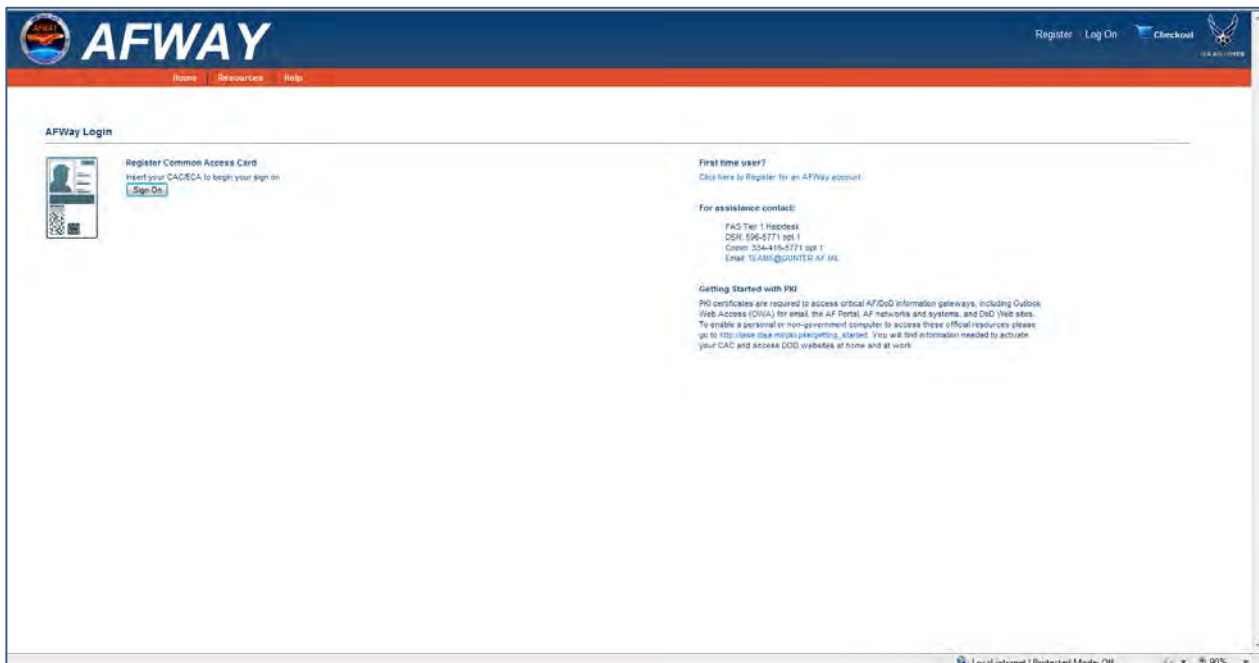 AFWAY
Register Log On Checkout
Home Resources Help
AFWay Login
Register Common Access Card
Insert your CAC/ECA to begin your sign on
Sign On
First time user?
Click here to Register for an AFWay account
For assistance contact:
FAS Tier 1 Helpdesk
DSN: 596-5771 opt 1
Comm: 334-416-5771 opt 1
Email:
Getting Started with PKI
PKI certificates are required to access critical AF/DoD information gateways, including Outlook
Web Access (OWA) for email, the AF Portal, AF networks and systems, and DoD Web sites.
To enable a personal or non-government computer to access these official resources please
go to You will find information needed to activate
your CAC and access DOD websites at home and at work
Local intranet | Protected Mode: Off 90%